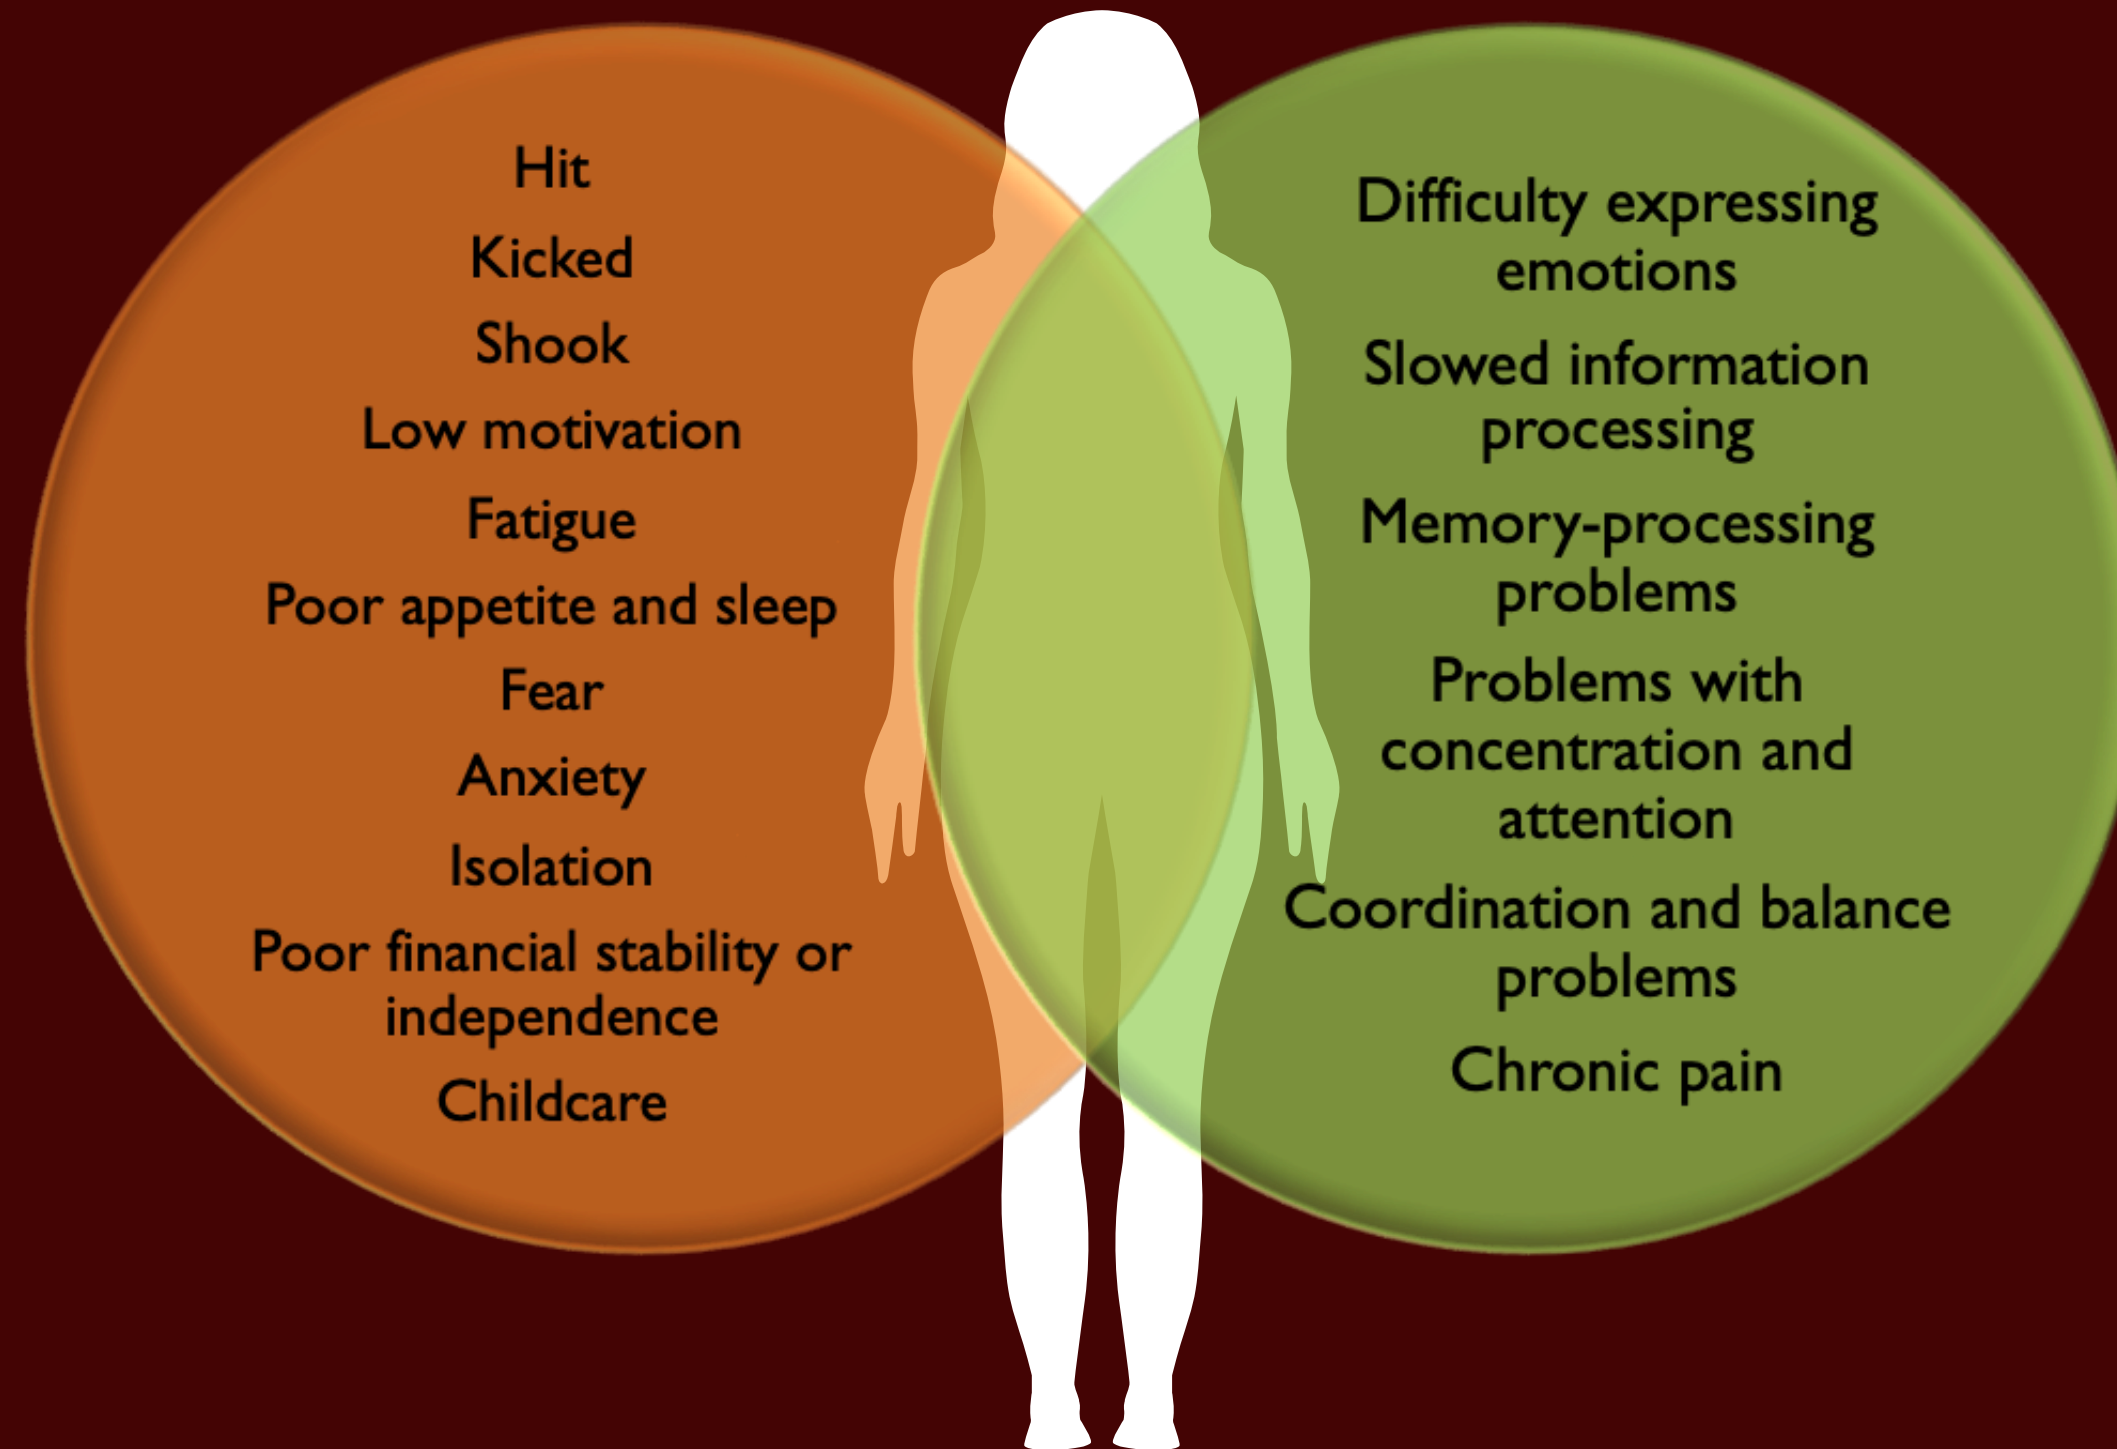 Hit
Kicked
Shook
Low motivation
Fatigue
Poor appetite and sleep
Fear
Anxiety
Isolation
Poor financial stability or
independence
Childcare
Difficulty expressing
emotions
Slowed information
processing
Memory-processing
problems
Problems with
concentration and
attention
Coordination and balance
problems
Chronic pain